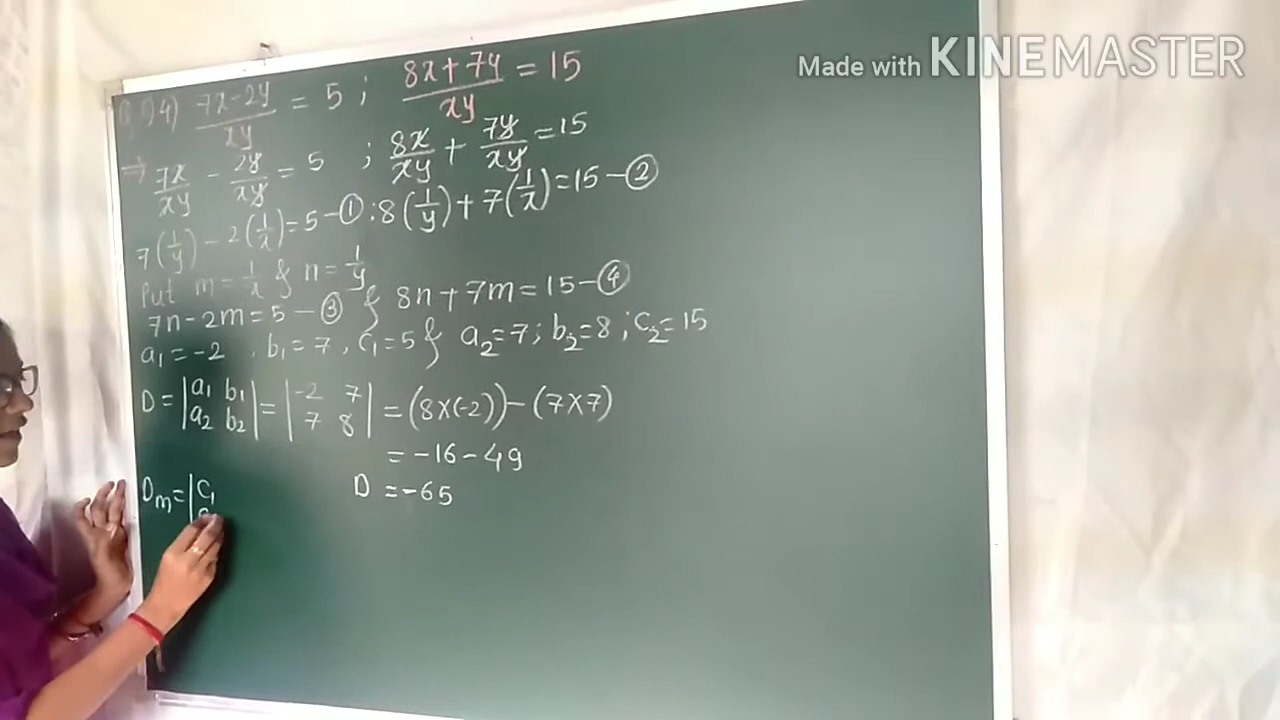 Q.94) 7x-2y/xy = 5 ; 8x+7y/xy = 15
→ 7x/xy - 2y/xy = 5 ; 8x/xy + 7y/xy = 15
7(1/y) - 2(1/x) = 5 - ① ; 8(1/y) + 7(1/x) = 15 - ②
Put m = 1/x & n = 1/y
7n - 2m = 5 - ③ & 8n + 7m = 15 - ④
a₁ = -2 , b₁ = 7 , c₁ = 5 & a₂ = 7 ; b₂ = 8 ; c₂ = 15
D = |a₁ b₁ a₂ b₂| = |-2 7 7 8| = (8×(-2)) - (7×7)
= -16 - 49
D = -65
Dm = |c₁
Made with KINEMASTER